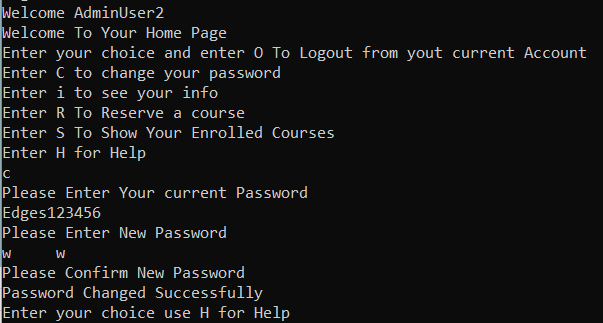 Welcome AdminUser2
Welcome To Your Home Page
Enter your choice and enter O To Logout from yout current Account
Enter C to change your password
Enter i to see your info
Enter R To Reserve a course
Enter S To Show Your Enrolled Courses
Enter H for Help
c
Please Enter Your current Password
Edges123456
Please Enter New Password
w     w
Please Confirm New Password
Password Changed Successfully
Enter your choice use H for Help